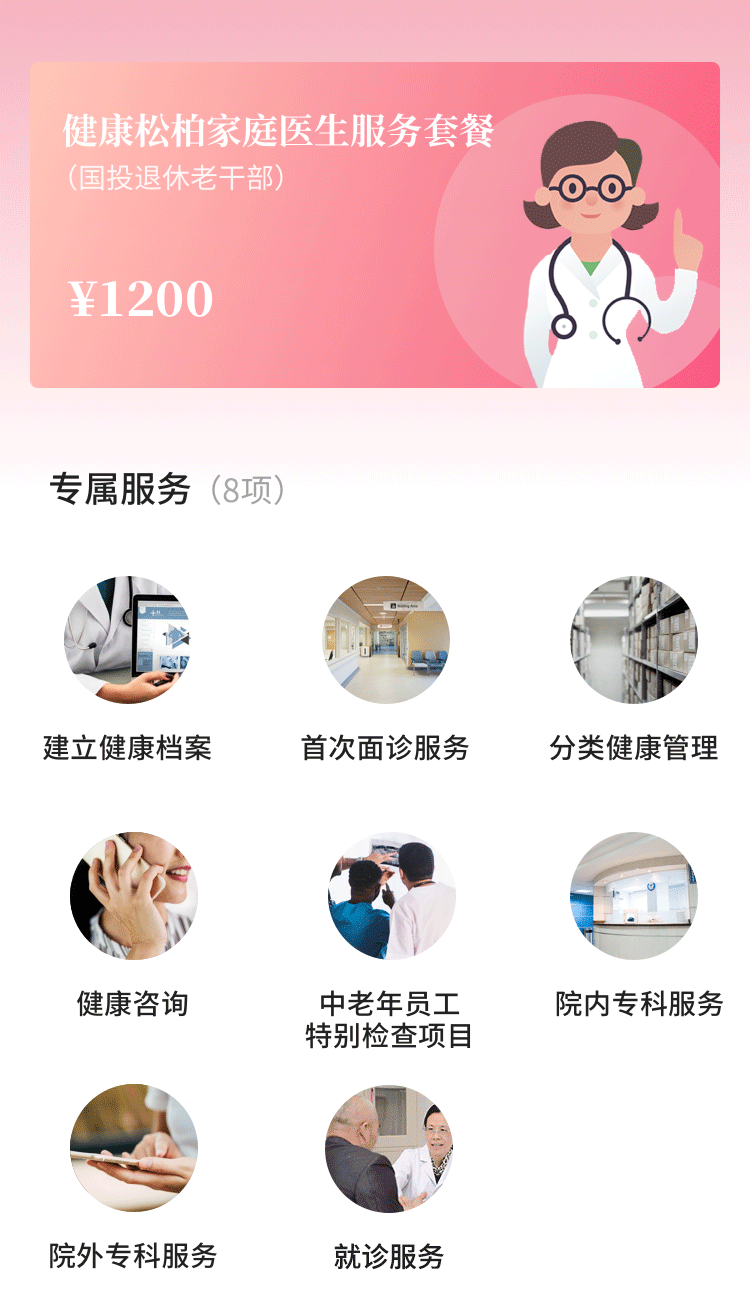 健康松柏家庭医生服务套餐
（国投退休老干部）
¥1200
专属服务（8项）
建立健康档案
首次面诊服务
分类健康管理
健康咨询
中老年员工
特别检查项目
院内专科服务
院外专科服务
就诊服务